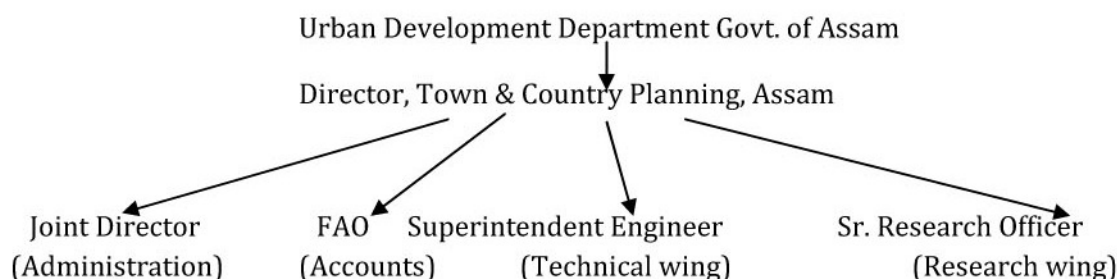 Urban Development Department Govt. of Assam
Director, Town & Country Planning, Assam
Joint Director FAO Superintendent Engineer Sr. Research Officer
(Administration) (Accounts) (Technical wing) (Research wing)